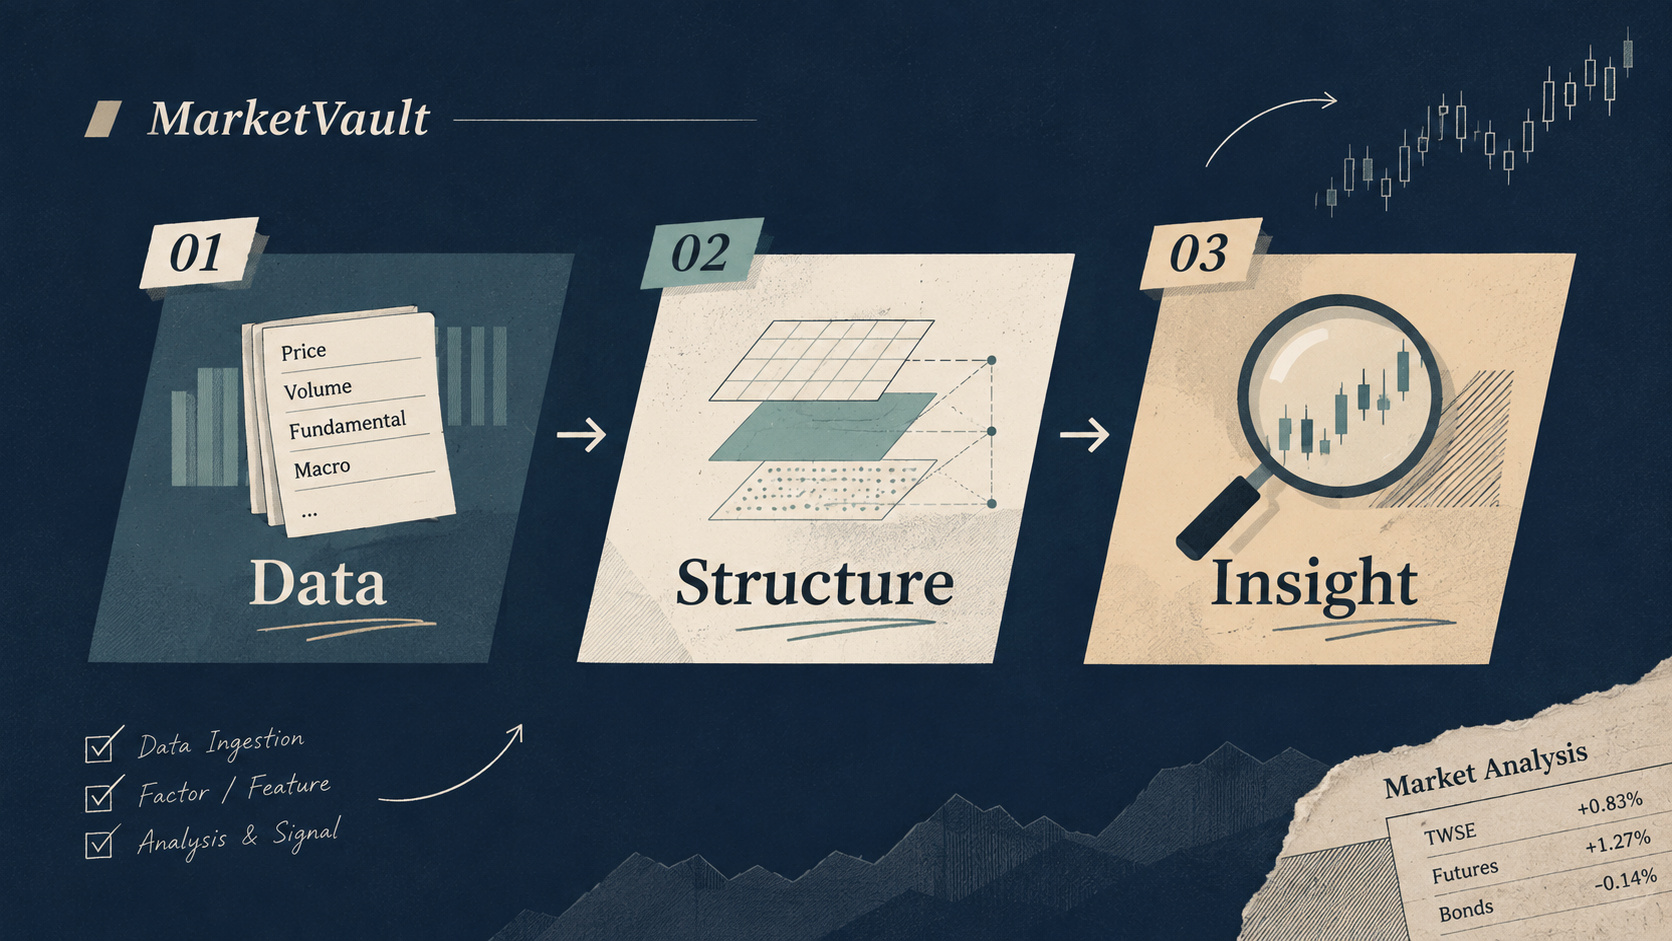 MarketVault
01
Price
Volume
Fundamental
Macro
...
Data
02
Structure
03
Insight
Data Ingestion
Factor / Feature
Analysis & Signal
Market Analysis
TWSE +0.83%
Futures +1.27%
Bonds -0.14%